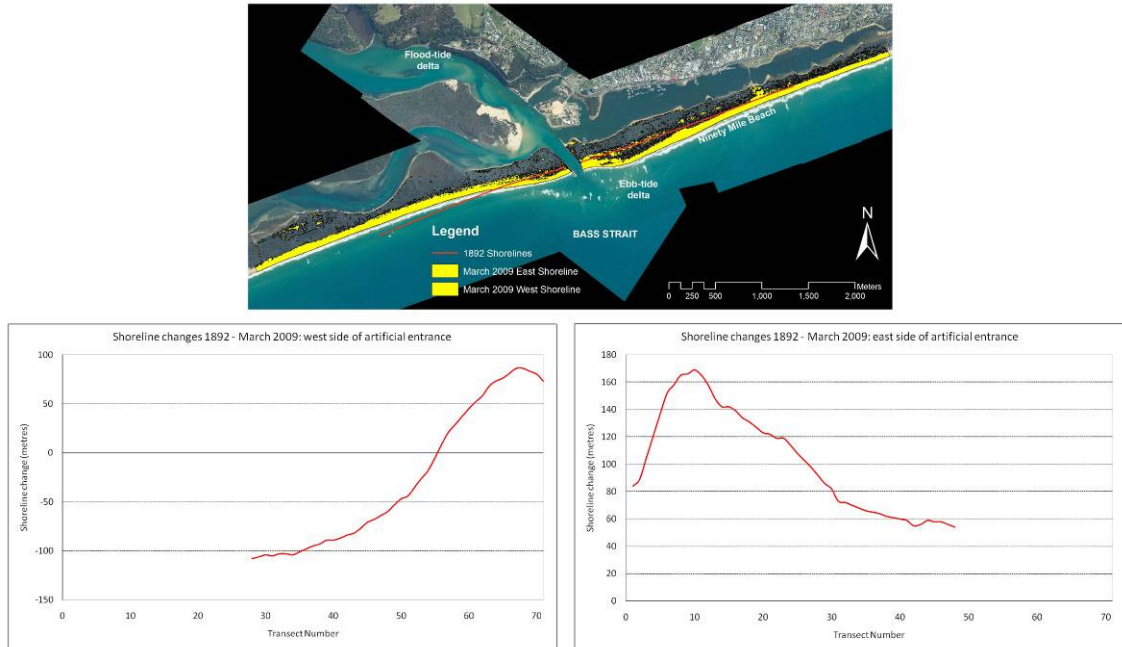 Flood-tide
delta
Ninety Mile Beach
Ebb-tide
delta
BASS STRAIT
N
Legend
1892 Shorelines
March 2009 East Shoreline
March 2009 West Shoreline
Meters
0 250 500 1,000 1,500 2,000
Shoreline changes 1892 - March 2009: west side of artificial entrance
Shoreline change (metres)
100
50
0
-50
-100
-150
0 10 20 30 40 50 60 70
Transect Number
Shoreline changes 1892 - March 2009: east side of artificial entrance
Shoreline change (metres)
180
160
140
120
100
80
60
40
20
0
0 10 20 30 40 50 60 70
Transect Number